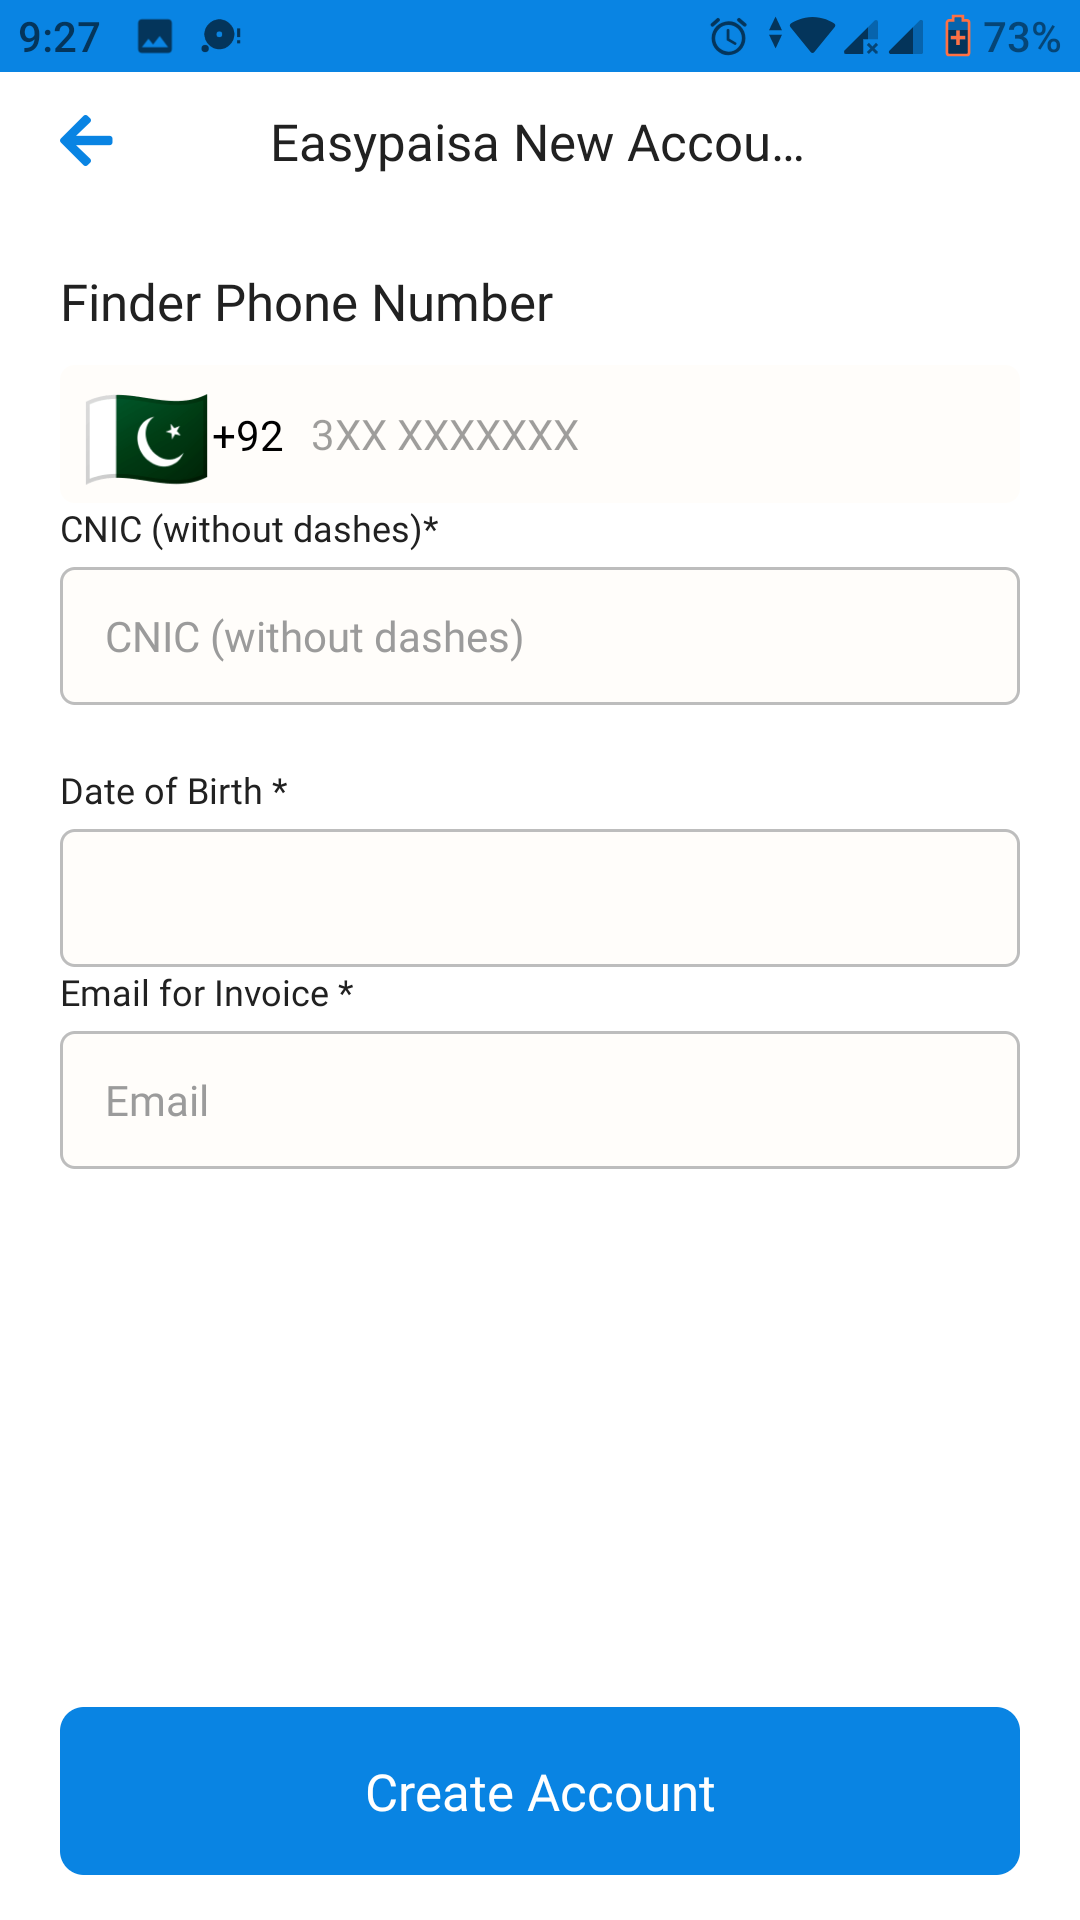 9:27 73%
Easypaisa New Accou...
Finder Phone Number
+92 3XX XXXXXXX
CNIC (without dashes)*
CNIC (without dashes)
Date of Birth *
Email for Invoice *
Email
Create Account